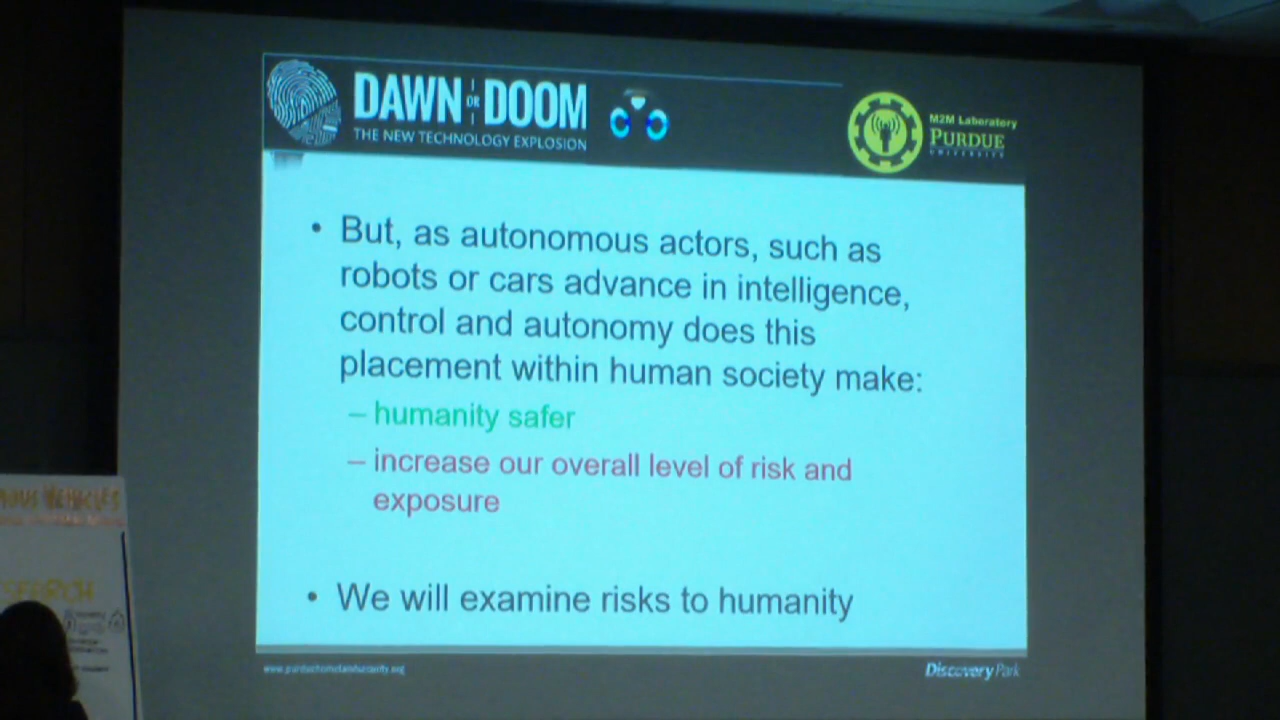 DAWN OR DOOM
THE NEW TECHNOLOGY EXPLOSION
M2M Laboratory
PURDUE
UNIVERSITY
• But, as autonomous actors, such as
robots or cars advance in intelligence,
control and autonomy does this
placement within human society make:
– humanity safer
– increase our overall level of risk and
exposure
• We will examine risks to humanity
DiscoveryPark